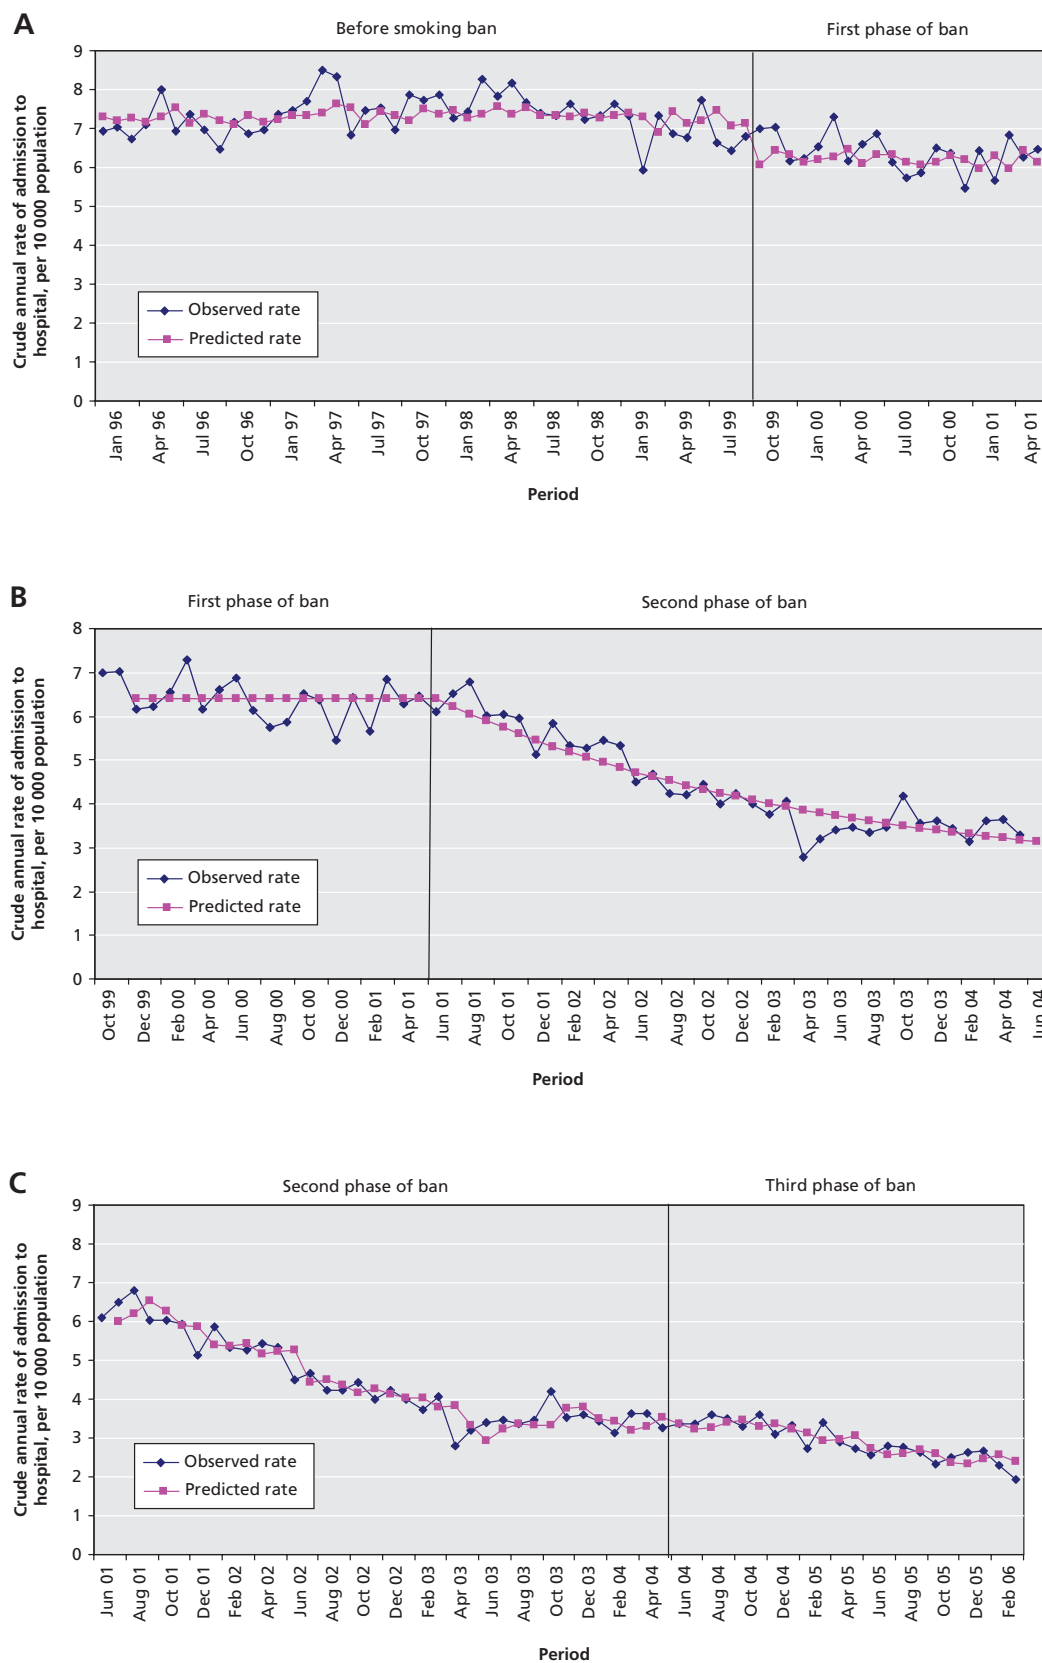 A
Before smoking ban
First phase of ban
Crude annual rate of admission to
hospital, per 10 000 population
9
8
7
6
5
4
3
2
1
0
Observed rate
Predicted rate
Jan 96
Apr 96
Jul 96
Oct 96
Jan 97
Apr 97
Jul 97
Oct 97
Jan 98
Apr 98
Jul 98
Oct 98
Jan 99
Apr 99
Jul 99
Oct 99
Jan 00
Apr 00
Jul 00
Oct 00
Jan 01
Apr 01
Period
B
First phase of ban
Second phase of ban
Crude annual rate of admission to
hospital, per 10 000 population
8
7
6
5
4
3
2
1
0
Observed rate
Predicted rate
Oct 99
Dec 99
Feb 00
Apr 00
Jun 00
Aug 00
Oct 00
Dec 00
Feb 01
Apr 01
Jun 01
Aug 01
Oct 01
Dec 01
Feb 02
Apr 02
Jun 02
Aug 02
Oct 02
Dec 02
Feb 03
Apr 03
Jun 03
Aug 03
Oct 03
Dec 03
Feb 04
Apr 04
Jun 04
Period
C
Second phase of ban
Third phase of ban
Crude annual rate of admission to
hospital, per 10 000 population
9
8
7
6
5
4
3
2
1
0
Observed rate
Predicted rate
Jun 01
Aug 01
Oct 01
Dec 01
Feb 02
Apr 02
Jun 02
Aug 02
Oct 02
Dec 02
Feb 03
Apr 03
Jun 03
Aug 03
Oct 03
Dec 03
Feb 04
Apr 04
Jun 04
Aug 04
Oct 04
Dec 04
Feb 05
Apr 05
Jun 05
Aug 05
Oct 05
Dec 05
Feb 06
Period